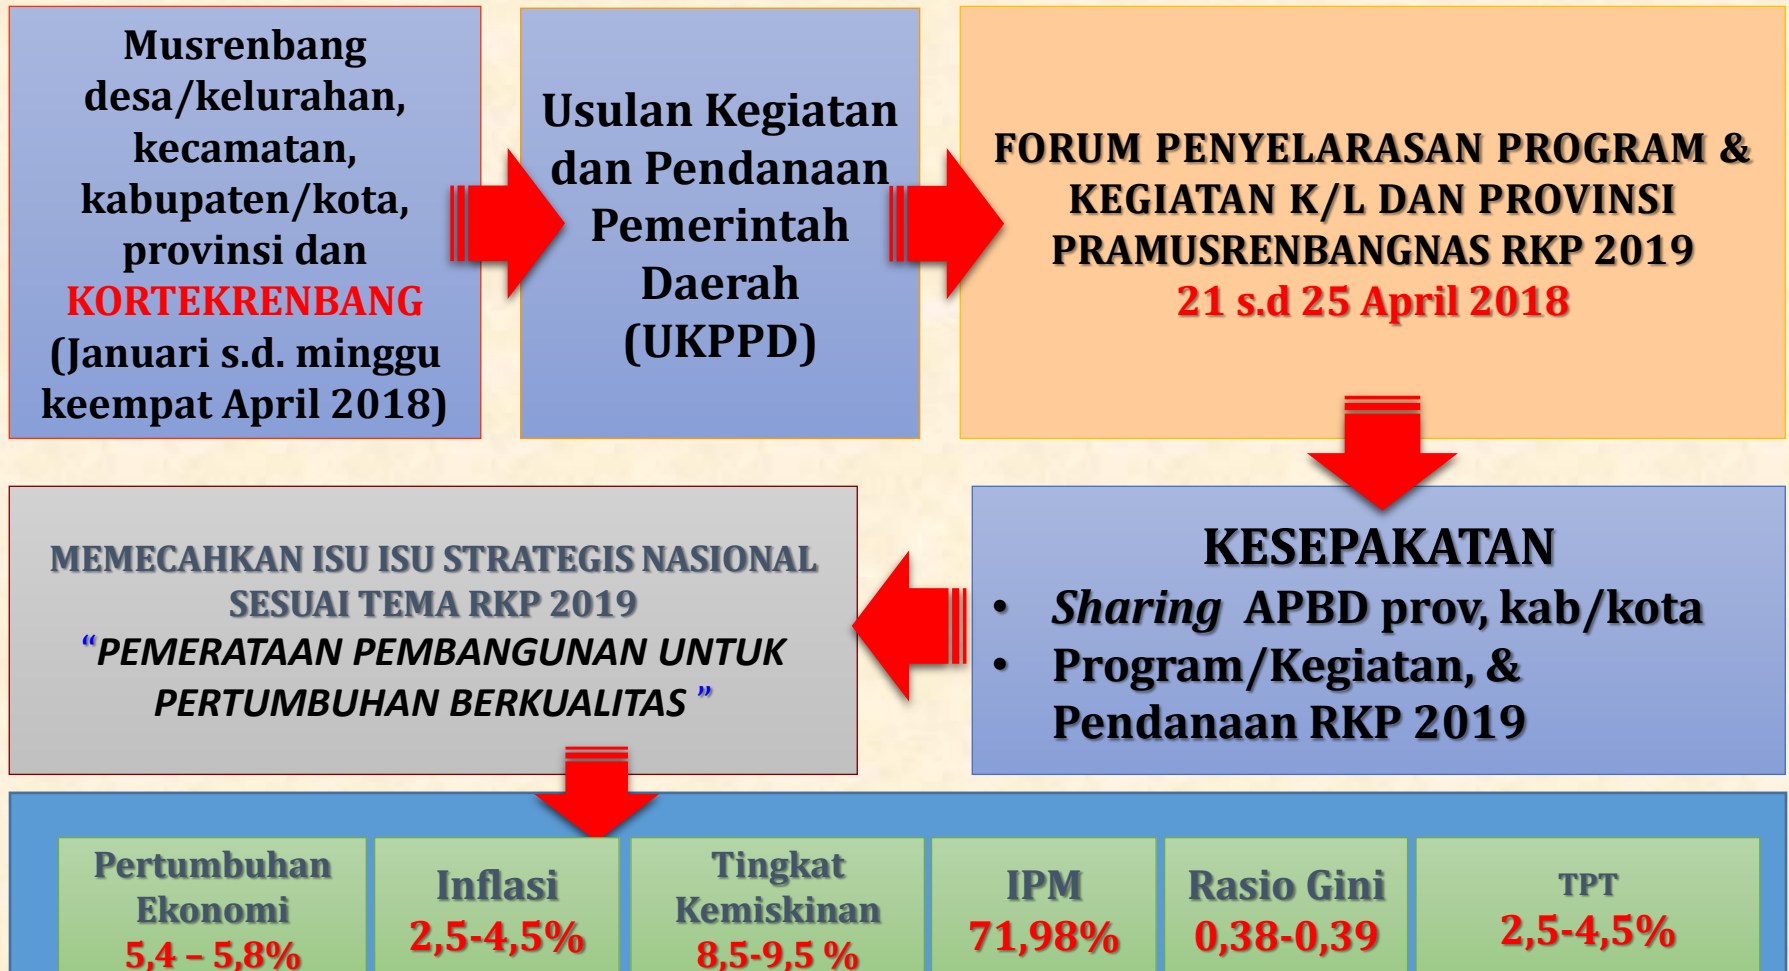 Musrenbang
desa/kelurahan,
kecamatan,
kabupaten/kota,
provinsi dan
KORTEKRENBANG
(Januari s.d. minggu
keempat April 2018)
Usulan Kegiatan
dan Pendanaan
Pemerintah
Daerah
(UKPPD)
FORUM PENYELARASAN PROGRAM &
KEGIATAN K/L DAN PROVINSI
PRAMUSRENBANGNAS RKP 2019
21 s.d 25 April 2018
KESEPAKATAN
• Sharing APBD prov, kab/kota
• Program/Kegiatan, &
Pendanaan RKP 2019
MEMECAHKAN ISU ISU STRATEGIS NASIONAL
SESUAI TEMA RKP 2019
“PEMERATAAN PEMBANGUNAN UNTUK
PERTUMBUHAN BERKUALITAS ”
Pertumbuhan
Ekonomi
5,4 – 5,8%
Inflasi
2,5-4,5%
Tingkat
Kemiskinan
8,5-9,5 %
IPM
71,98%
Rasio Gini
0,38-0,39
TPT
2,5-4,5%